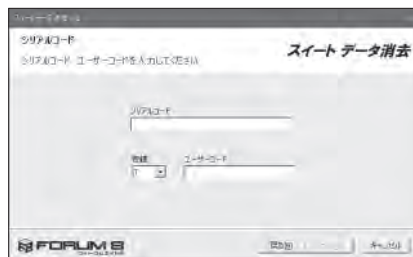 シリアルコード
スイート データ消去
シリアルコード、ユーザーコードを入力してください
シリアルコード
ユーザーコード
FORUM 8
キャンセル